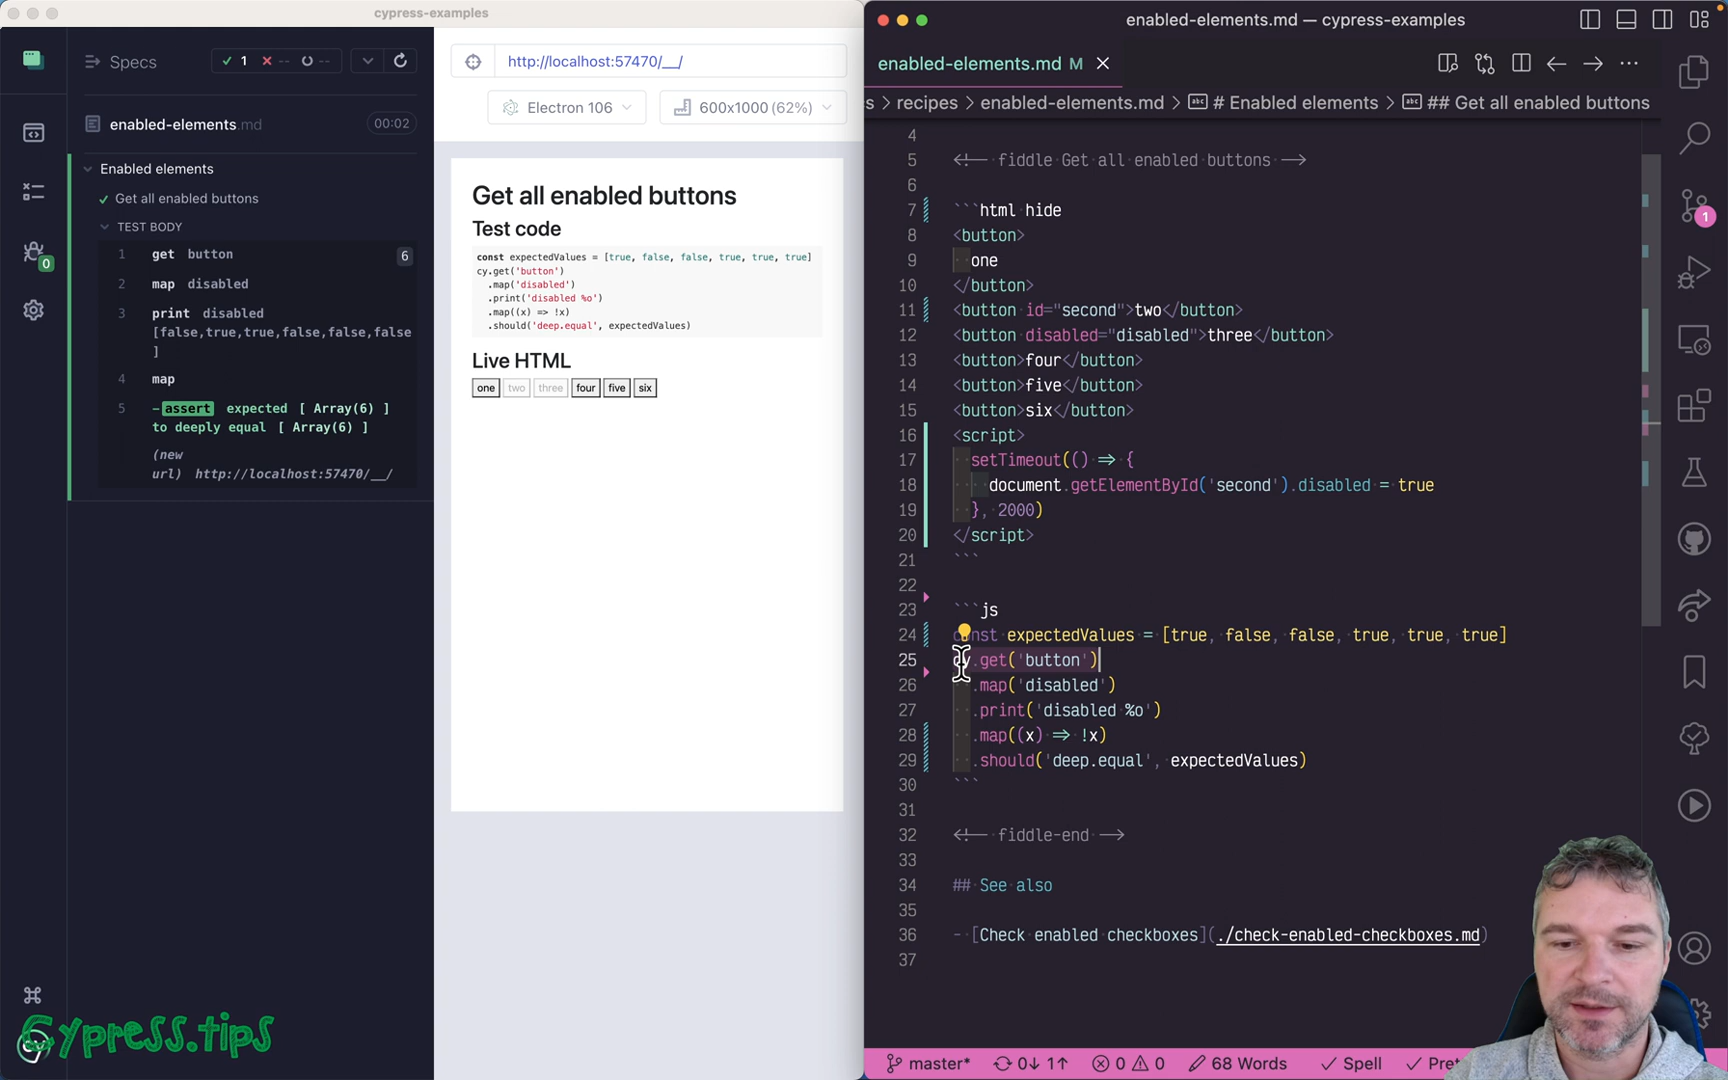 cypress-examples
Specs
1
--
--
enabled-elements.md
00:02
Enabled elements
Get all enabled buttons
TEST BODY
1 get button 6
2 map disabled
3 print disabled
[false,true,true,false,false,false
]
4 map
5 -assert expected [ Array(6) ]
to deeply equal [ Array(6) ]
(new
url) http://localhost:57470/__/
0
Cypress.tips
http://localhost:57470/__/
Electron 106
600x1000 (62%)
Get all enabled buttons
Test code
const expectedValues = [true, false, false, true, true, true]
cy.get('button')
.map('disabled')
.print('disabled %o')
.map((x) => !x)
.should('deep.equal', expectedValues)
Live HTML
one two three four five six
enabled-elements.md — cypress-examples
enabled-elements.md M
s > recipes > enabled-elements.md > # Enabled elements > ## Get all enabled buttons
4
5 <!-- fiddle Get all enabled buttons -->
6
7 ```html hide
8 <button>
9 one
10 </button>
11 <button id="second">two</button>
12 <button disabled="disabled">three</button>
13 <button>four</button>
14 <button>five</button>
15 <button>six</button>
16 <script>
17 setTimeout(() => {
18 document.getElementById('second').disabled = true
19 }, 2000)
20 </script>
21 ```
22
23 ```js
24 const expectedValues = [true, false, false, true, true, true]
25 cy.get('button')
26 .map('disabled')
27 .print('disabled %o')
28 .map((x) => !x)
29 .should('deep.equal', expectedValues)
30 ```
31
32 <!-- fiddle-end -->
33
34 ## See also
35
36 - [Check enabled checkboxes](./check-enabled-checkboxes.md)
37
1
master* 0↓ 1↑ 0 0 68 Words Spell Pret